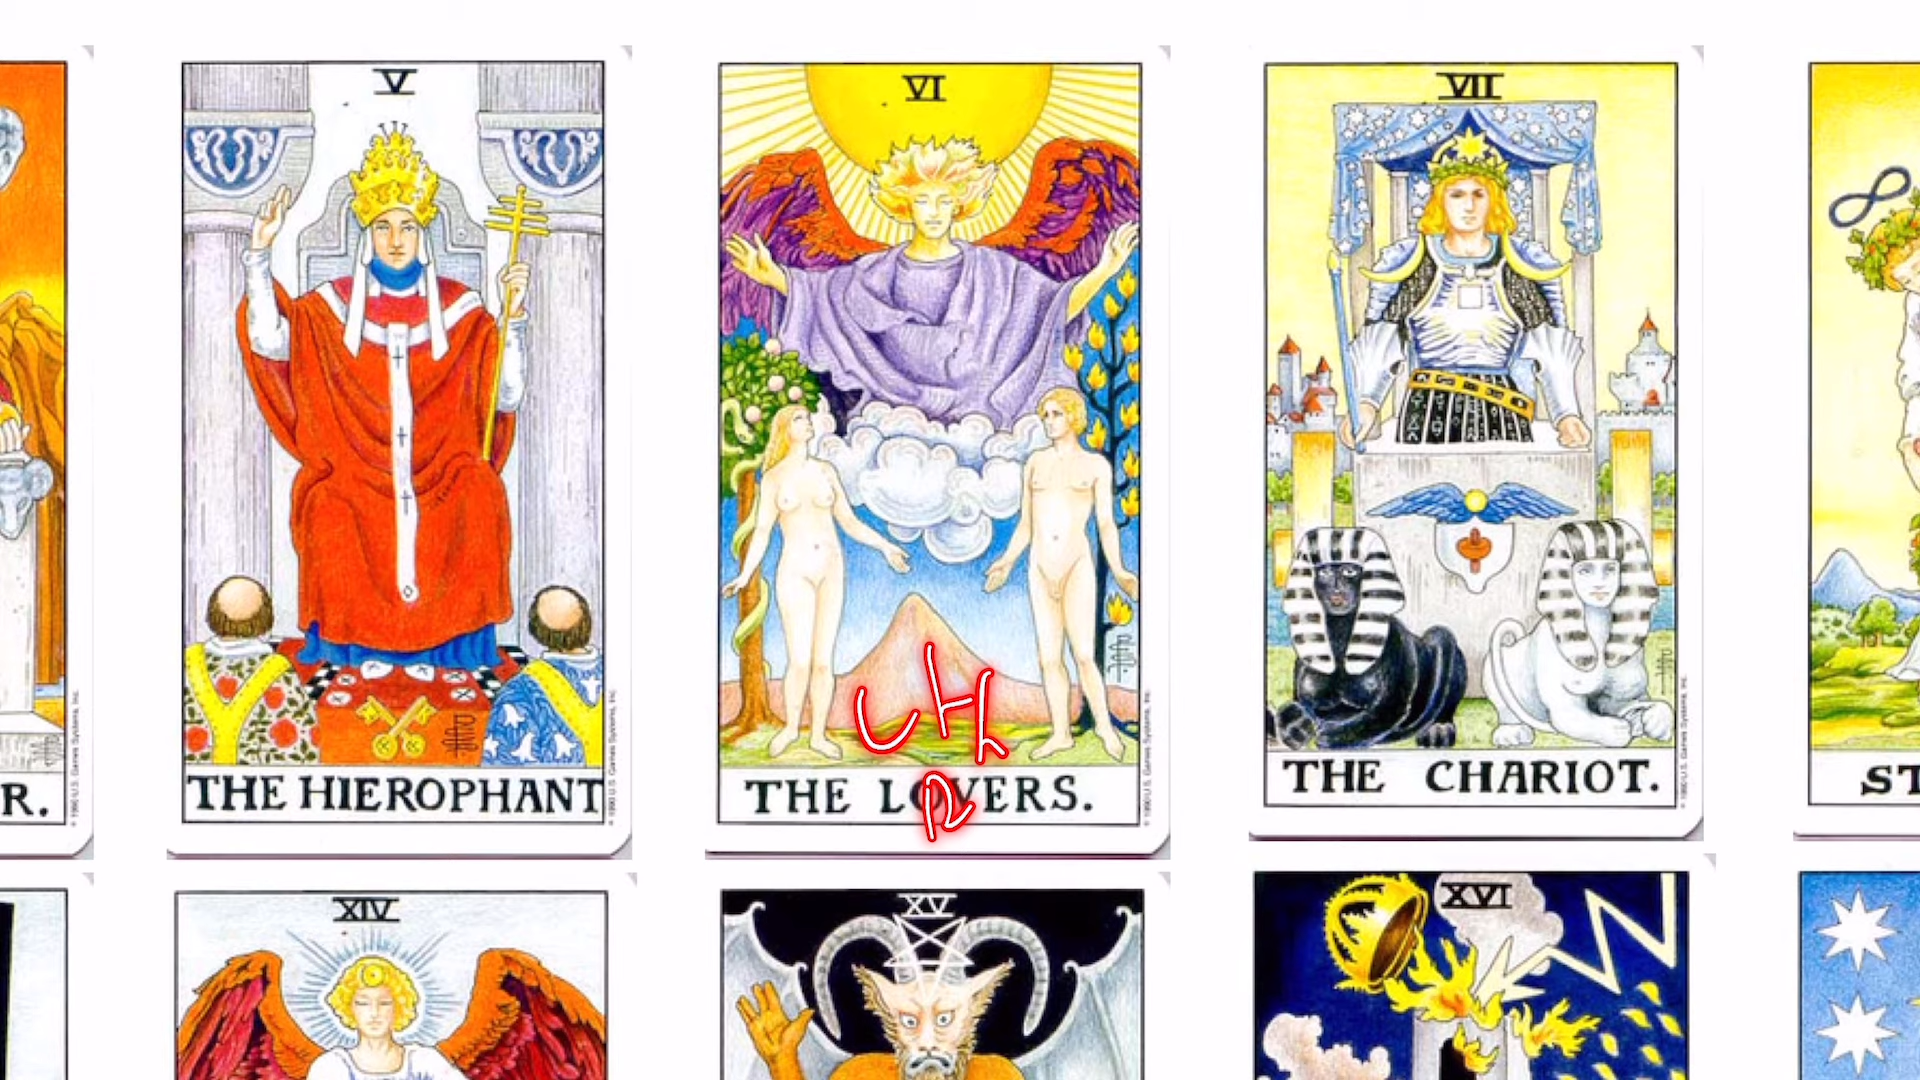 V VI VII
R. THE HIEROPHANT THE LOVERS. THE CHARIOT. ST
XIV XV XVI